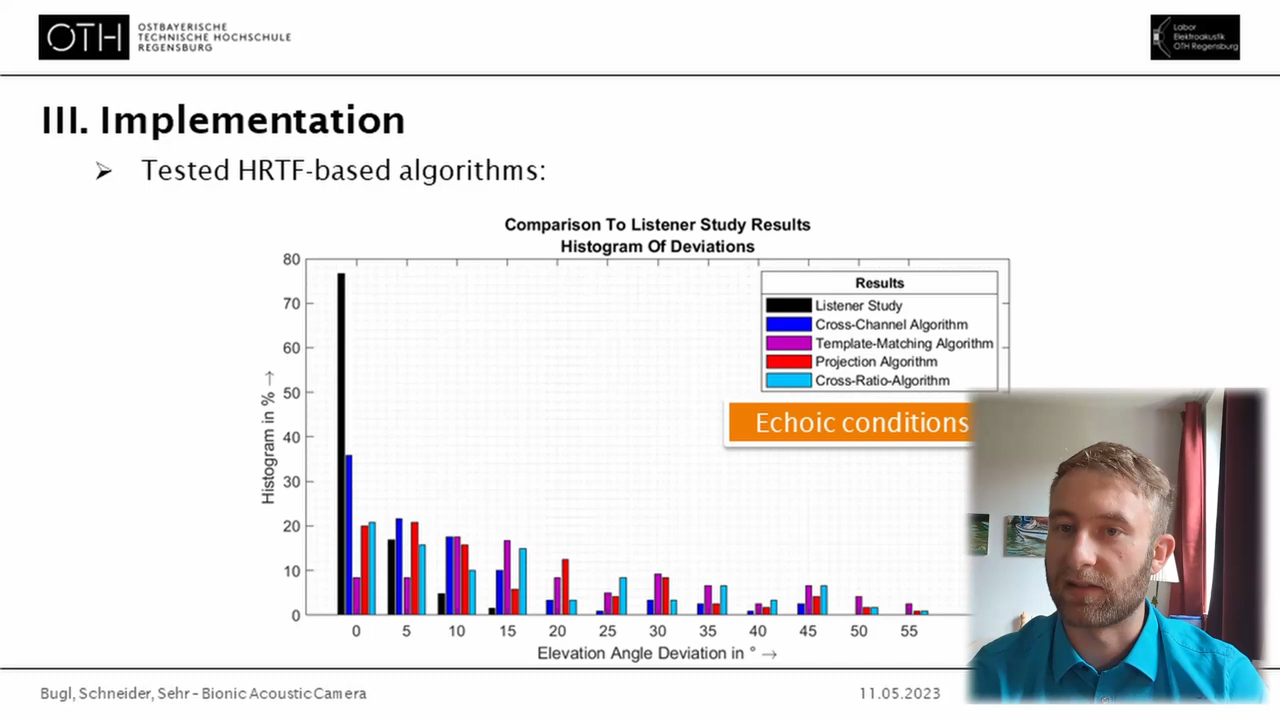 OTH
OSTBAYERISCHE
TECHNISCHE HOCHSCHULE
REGENSBURG
Labor
Elektroakustik
OTH Regensburg
III. Implementation
Tested HRTF-based algorithms:
Comparison To Listener Study Results
Histogram Of Deviations
Histogram in % →
80
70
60
50
40
30
20
10
0
Results
Listener Study
Cross-Channel Algorithm
Template-Matching Algorithm
Projection Algorithm
Cross-Ratio-Algorithm
Echoic conditions
0 5 10 15 20 25 30 35 40 45 50 55
Elevation Angle Deviation in ° →
Bugl, Schneider, Sehr – Bionic Acoustic Camera
11.05.2023